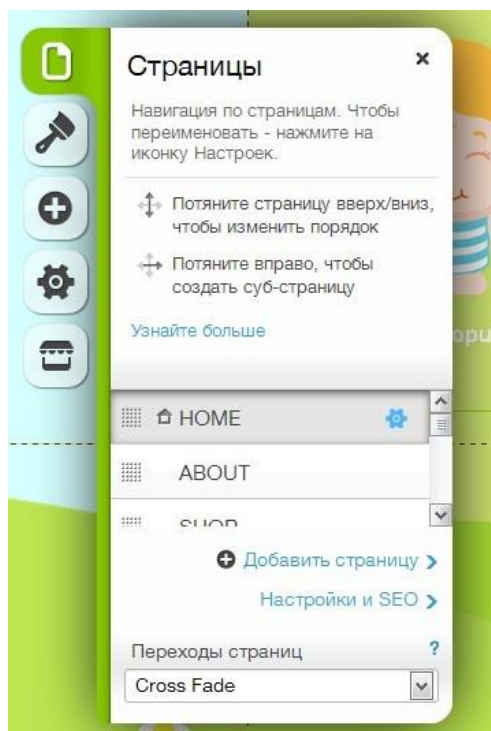 Страницы
Навигация по страницам. Чтобы
переименовать - нажмите на
иконку Настроек.
Потяните страницу вверх/вниз,
чтобы изменить порядок
Потяните вправо, чтобы
создать суб-страницу
Узнайте больше
HOME
ABOUT
SHOP
Добавить страницу
Настройки и SEO
Переходы страниц ?
Cross Fade